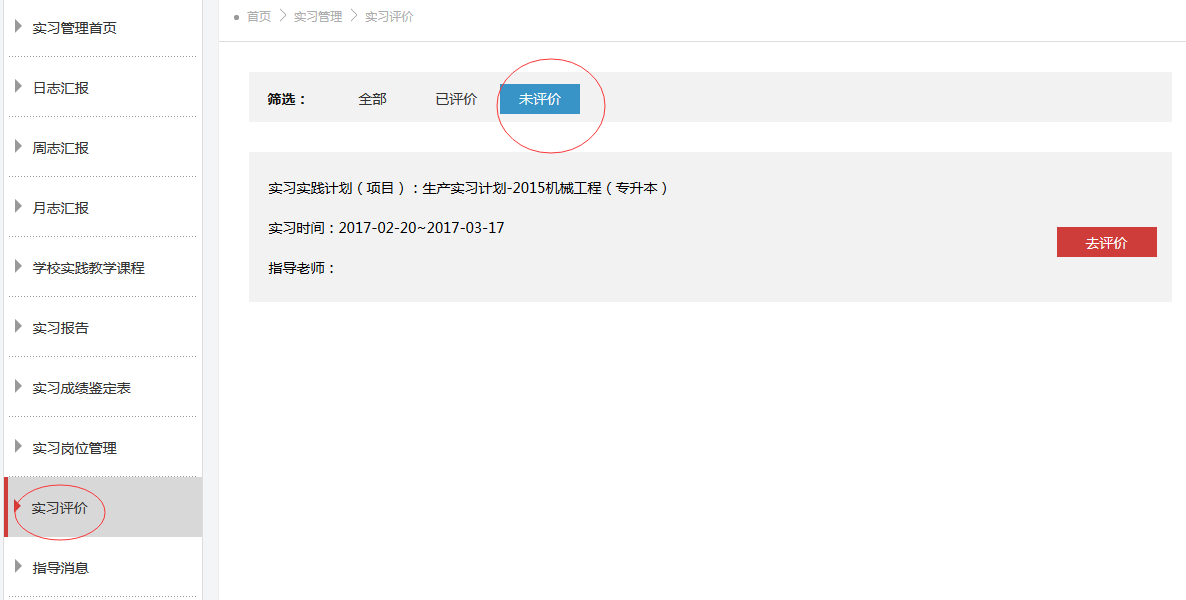 实习管理首页
日志汇报
周志汇报
月志汇报
学校实践教学课程
实习报告
实习成绩鉴定表
实习岗位管理
实习评价
指导消息
首页 > 实习管理 > 实习评价
筛选： 全部 已评价 未评价
实习实践计划（项目）：生产实习计划-2015机械工程（专升本）
实习时间：2017-02-20~2017-03-17
指导老师：
去评价